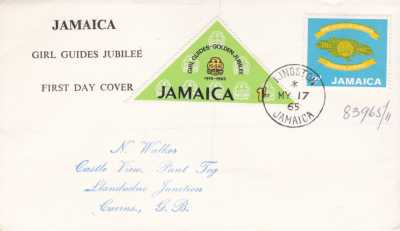 JAMAICA
GIRL GUIDES JUBILEE
FIRST DAY COVER
GIRL GUIDES-GOLDEN JUBILEE
1915-1965
JAMAICA
JAMAICA
KINGSTON
*
MY 17
65
JAMAICA
83965/11
N. Walker
Castle View, Pant Teg
Llandudno Junction
Caerns, G.B.